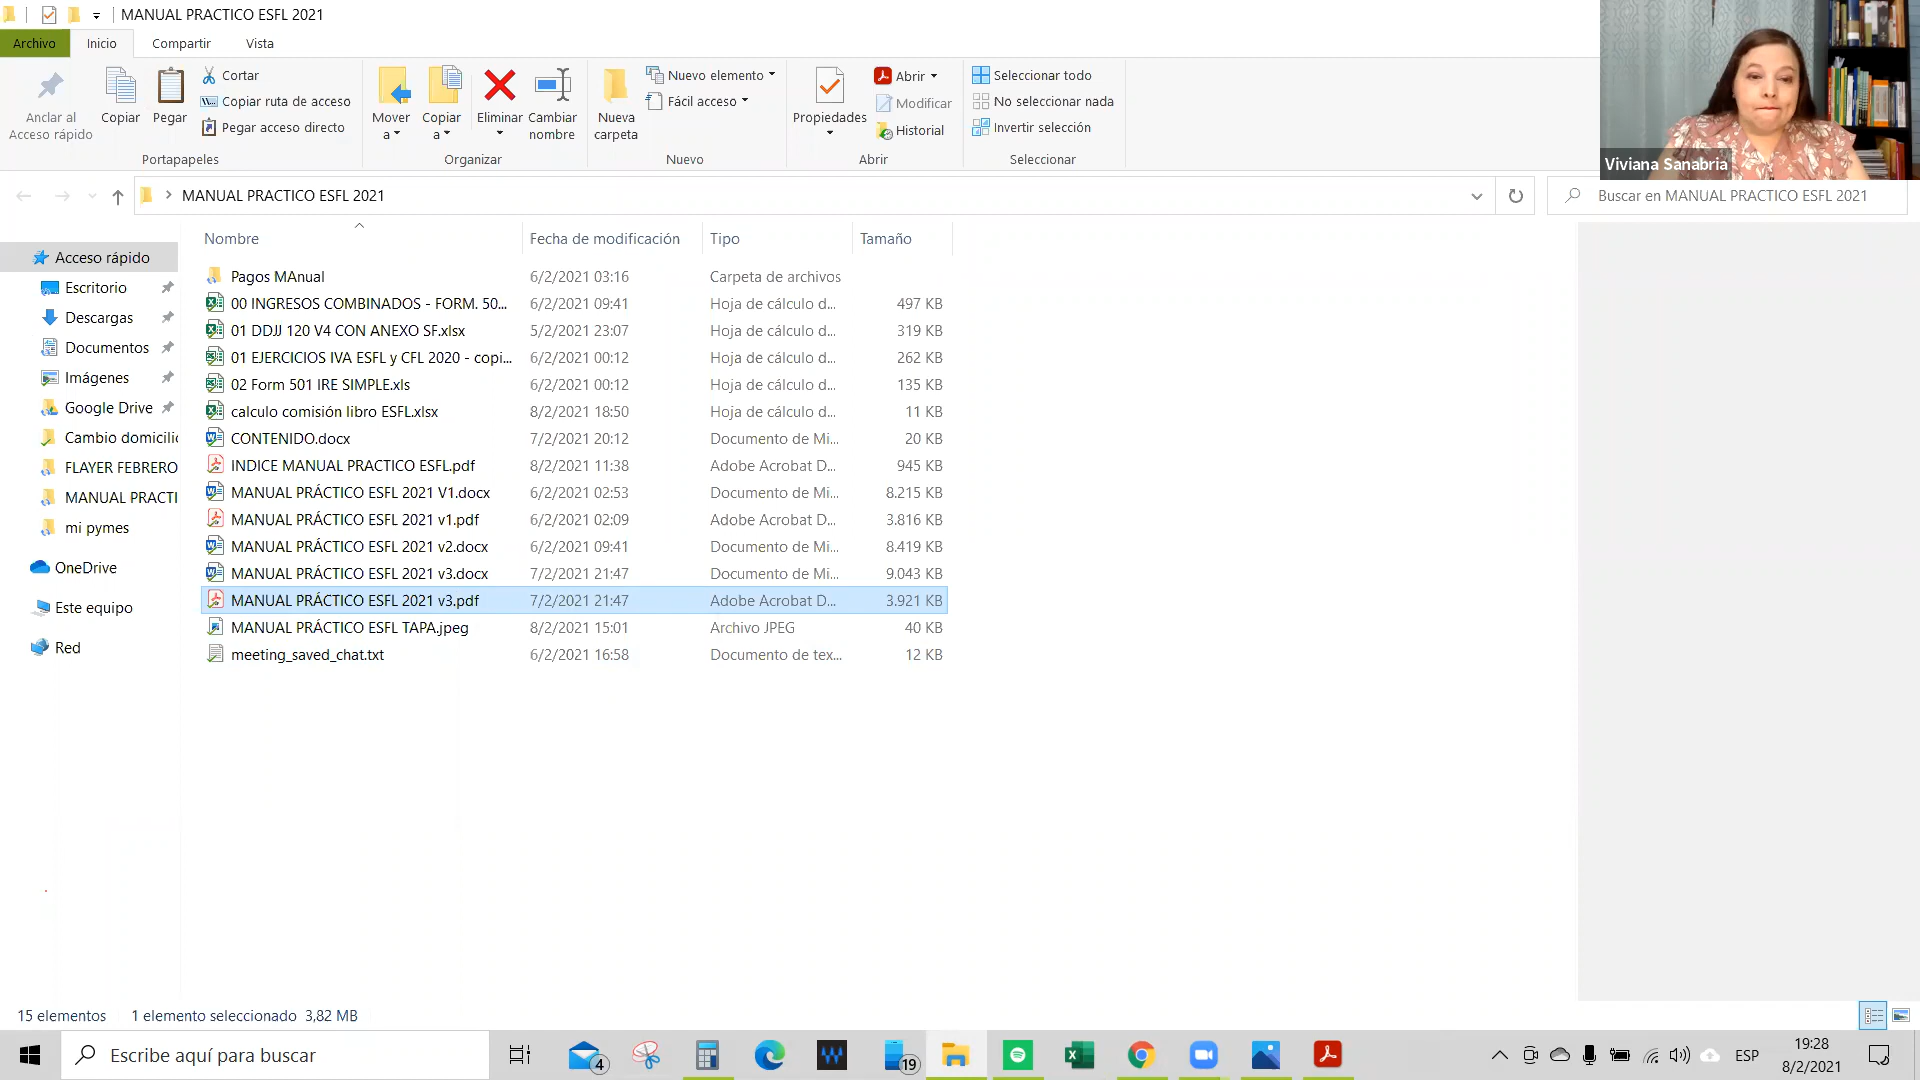 MANUAL PRACTICO ESFL 2021
Archivo Inicio Compartir Vista
Anclar al Acceso rápido
Copiar
Pegar
Cortar
Copiar ruta de acceso
Pegar acceso directo
Portapapeles
Mover a
Copiar a
Eliminar
Cambiar nombre
Organizar
Nueva carpeta
Nuevo elemento
Fácil acceso
Nuevo
Propiedades
Abrir
Modificar
Historial
Abrir
Seleccionar todo
No seleccionar nada
Invertir selección
Seleccionar
Viviana Sanabria
MANUAL PRACTICO ESFL 2021
Buscar en MANUAL PRACTICO ESFL 2021
Acceso rápido
Escritorio
Descargas
Documentos
Imágenes
Google Drive
Cambio domicilic
FLAYER FEBRERO
MANUAL PRACTI
mi pymes
OneDrive
Este equipo
Red
Nombre Fecha de modificación Tipo Tamaño
Pagos MAnual 6/2/2021 03:16 Carpeta de archivos
00 INGRESOS COMBINADOS - FORM. 50... 6/2/2021 09:41 Hoja de cálculo d... 497 KB
01 DDJJ 120 V4 CON ANEXO SF.xlsx 5/2/2021 23:07 Hoja de cálculo d... 319 KB
01 EJERCICIOS IVA ESFL y CFL 2020 - copi... 6/2/2021 00:12 Hoja de cálculo d... 262 KB
02 Form 501 IRE SIMPLE.xls 6/2/2021 00:12 Hoja de cálculo d... 135 KB
calculo comisión libro ESFL.xlsx 8/2/2021 18:50 Hoja de cálculo d... 11 KB
CONTENIDO.docx 7/2/2021 20:12 Documento de Mi... 20 KB
INDICE MANUAL PRACTICO ESFL.pdf 8/2/2021 11:38 Adobe Acrobat D... 945 KB
MANUAL PRÁCTICO ESFL 2021 V1.docx 6/2/2021 02:53 Documento de Mi... 8.215 KB
MANUAL PRÁCTICO ESFL 2021 v1.pdf 6/2/2021 02:09 Adobe Acrobat D... 3.816 KB
MANUAL PRÁCTICO ESFL 2021 v2.docx 6/2/2021 09:41 Documento de Mi... 8.419 KB
MANUAL PRÁCTICO ESFL 2021 v3.docx 7/2/2021 21:47 Documento de Mi... 9.043 KB
MANUAL PRÁCTICO ESFL 2021 v3.pdf 7/2/2021 21:47 Adobe Acrobat D... 3.921 KB
MANUAL PRÁCTICO ESFL TAPA.jpeg 8/2/2021 15:01 Archivo JPEG 40 KB
meeting_saved_chat.txt 6/2/2021 16:58 Documento de tex... 12 KB
15 elementos 1 elemento seleccionado 3,82 MB
Escribe aquí para buscar
4
19
ESP
19:28
8/2/2021